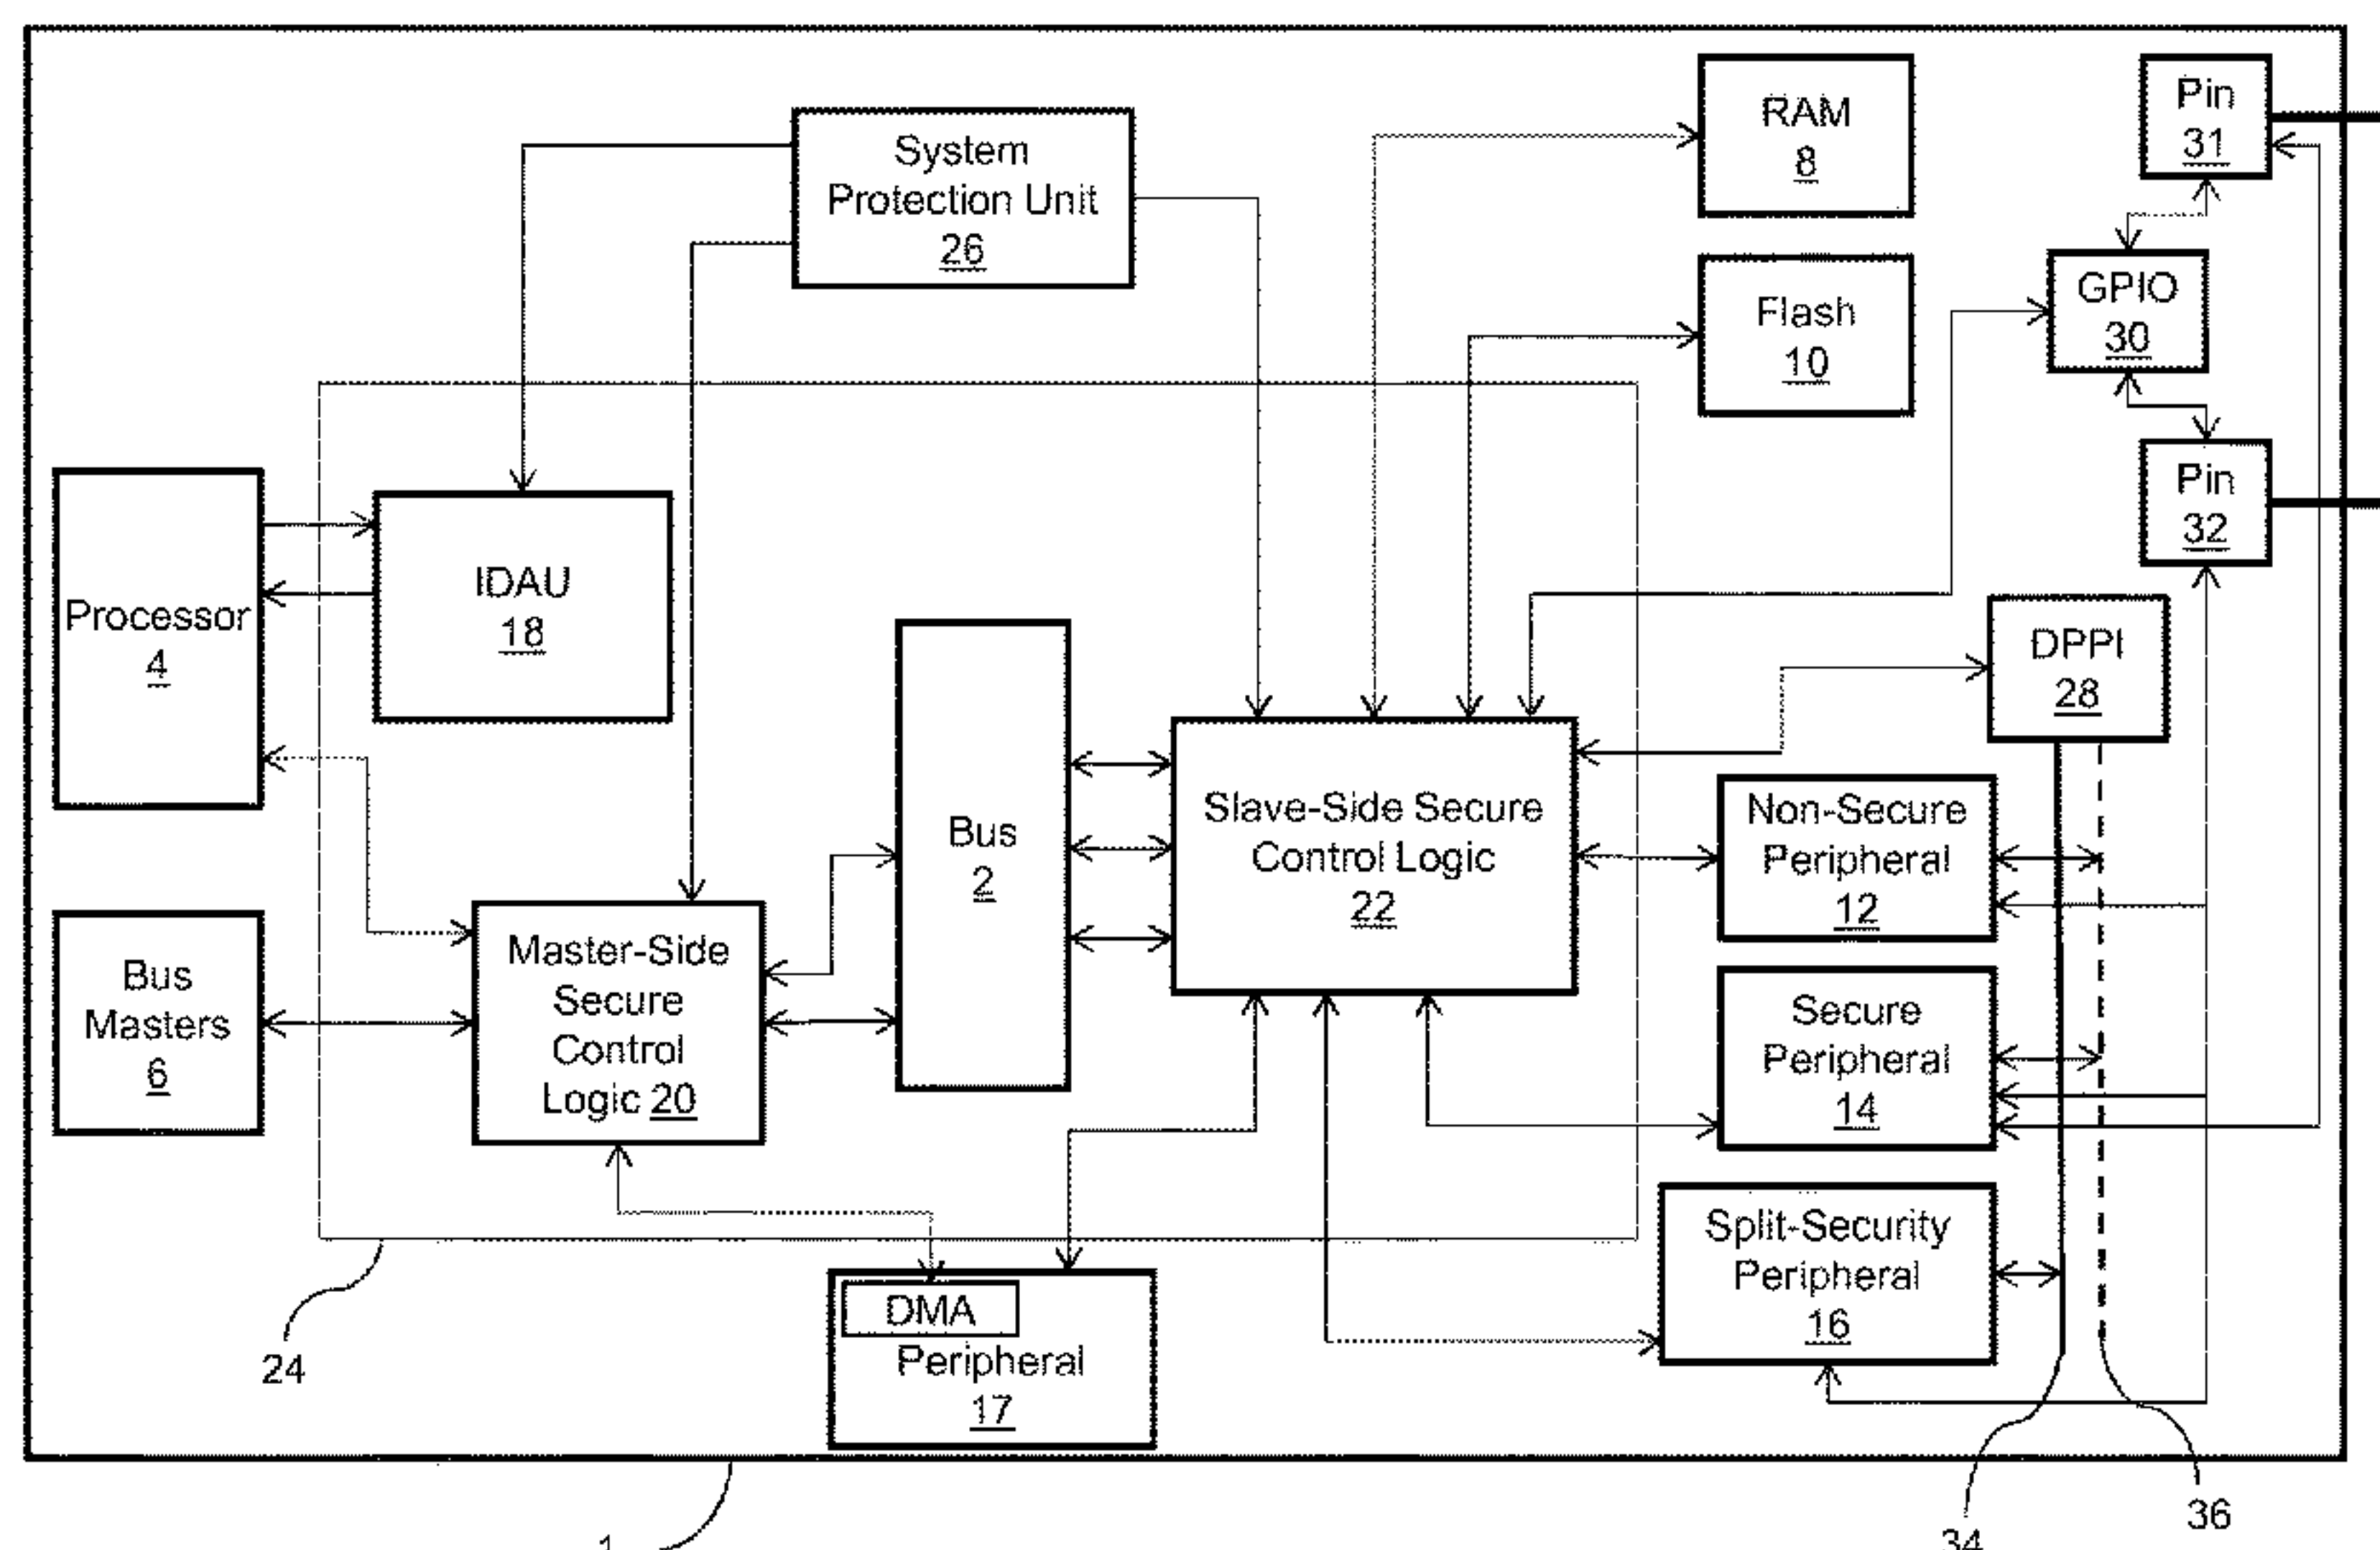 System
Protection Unit
26
RAM
8
Pin
31
GPIO
30
Flash
10
Pin
32
Processor
4
IDAU
18
DPPI
28
Bus
2
Slave-Side Secure
Control Logic
22
Non-Secure
Peripheral
12
Bus
Masters
6
Master-Side
Secure
Control
Logic 20
Secure
Peripheral
14
Split-Security
Peripheral
16
DMA
Peripheral
17
24
1
34
36